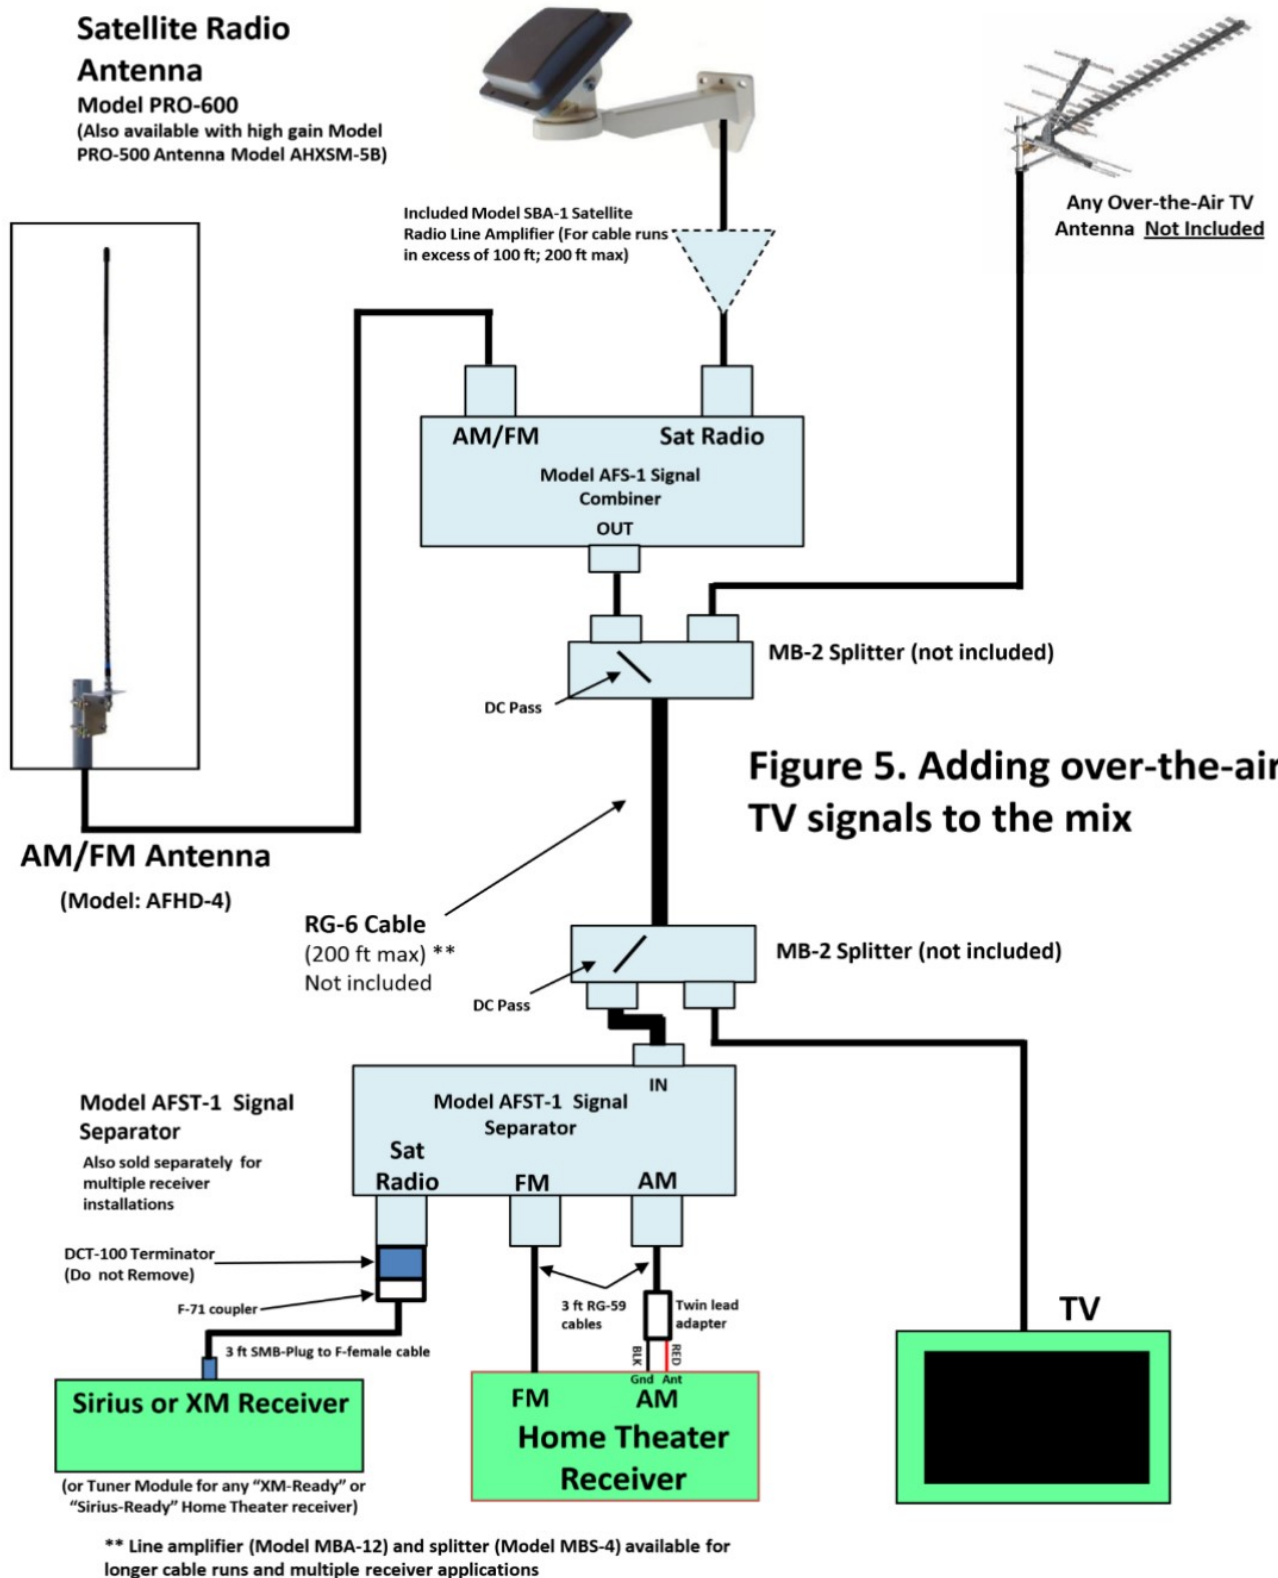 Satellite Radio
Antenna
Model PRO-600
(Also available with high gain Model
PRO-500 Antenna Model AHXSM-5B)
Included Model SBA-1 Satellite
Radio Line Amplifier (For cable runs
in excess of 100 ft; 200 ft max)
Any Over-the-Air TV
Antenna Not Included
AM/FM
Sat Radio
Model AFS-1 Signal
Combiner
OUT
MB-2 Splitter (not included)
DC Pass
Figure 5. Adding over-the-air
TV signals to the mix
AM/FM Antenna
(Model: AFHD-4)
RG-6 Cable
(200 ft max) **
Not included
MB-2 Splitter (not included)
DC Pass
IN
Model AFST-1 Signal
Separator
Also sold separately for
multiple receiver
installations
Model AFST-1 Signal
Separator
Sat
Radio
FM
AM
DCT-100 Terminator
(Do not Remove)
F-71 coupler
3 ft RG-59
cables
Twin lead
adapter
3 ft SMB-Plug to F-female cable
BLK
RED
Gnd
Ant
TV
Sirius or XM Receiver
FM
AM
Home Theater
Receiver
(or Tuner Module for any “XM-Ready” or
“Sirius-Ready” Home Theater receiver)
** Line amplifier (Model MBA-12) and splitter (Model MBS-4) available for
longer cable runs and multiple receiver applications